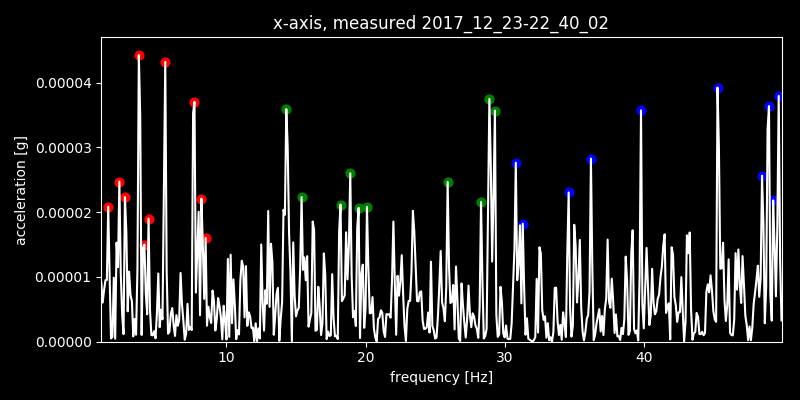 x-axis, measured 2017_12_23-22_40_02
acceleration [g]
0.00004
0.00003
0.00002
0.00001
0.00000
10 20 30 40
frequency [Hz]